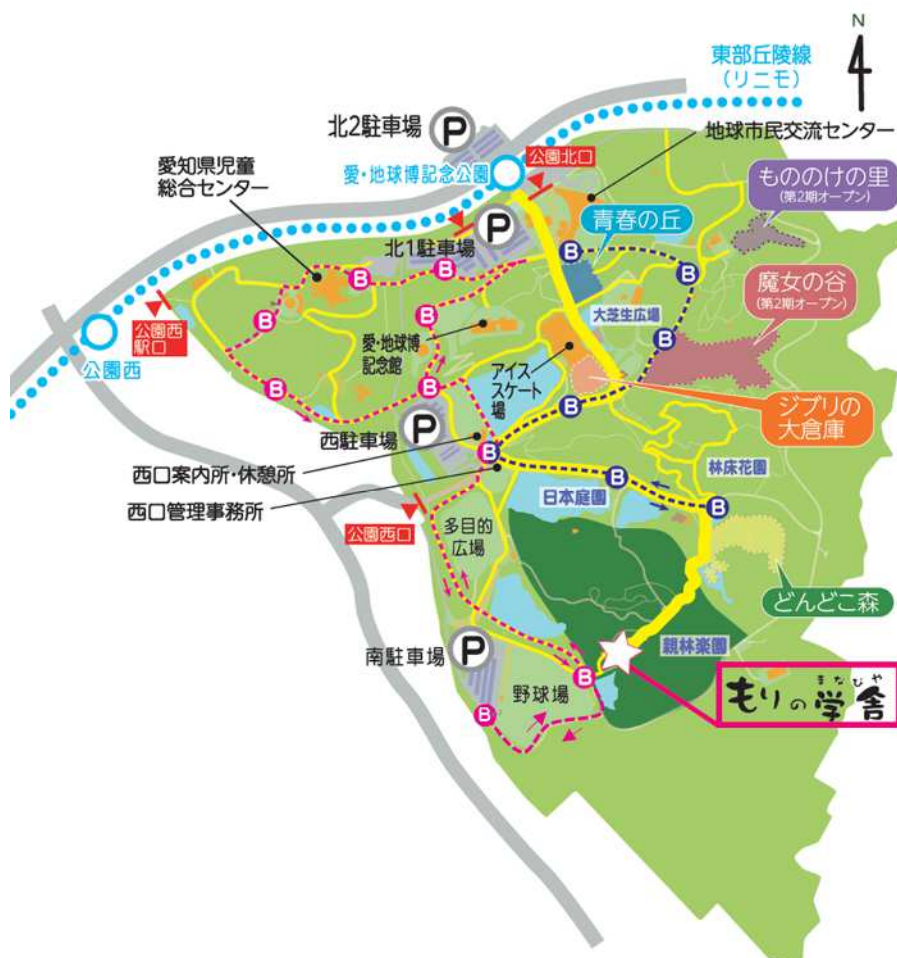 N
東部丘陵線
(リニモ)
北2駐車場
P
公園北口
地球市民交流センター
愛知県児童
総合センター
愛・地球博記念公園
もののけの里
(第2期オープン)
P
青春の丘
北1駐車場
B
B
B
B
B
魔女の谷
(第2期オープン)
公園西
駅口
B
大芝生広場
B
愛・地球博
記念館
公園西
アイス
スケート
場
B
B
B
ジブリの
大倉庫
西駐車場
P
B
林床花園
西口案内所・休憩所
B
日本庭園
B
西口管理事務所
公園西口
多目的
広場
どんどこ森
南駐車場
P
親林楽園
B
野球場
まなびや
もりの学舎
B